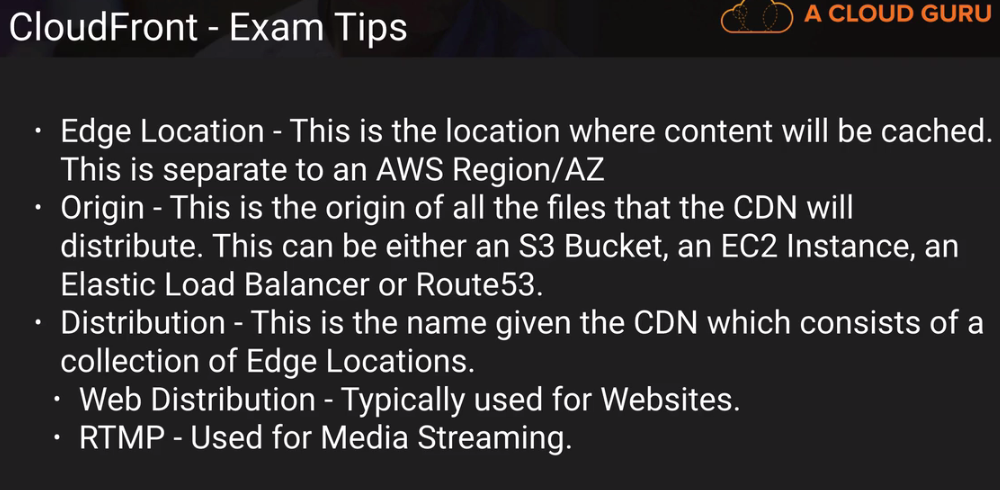 CloudFront - Exam Tips
A CLOUD GURU
• Edge Location - This is the location where content will be cached.
This is separate to an AWS Region/AZ
• Origin - This is the origin of all the files that the CDN will
distribute. This can be either an S3 Bucket, an EC2 Instance, an
Elastic Load Balancer or Route53.
• Distribution - This is the name given the CDN which consists of a
collection of Edge Locations.
• Web Distribution - Typically used for Websites.
• RTMP - Used for Media Streaming.